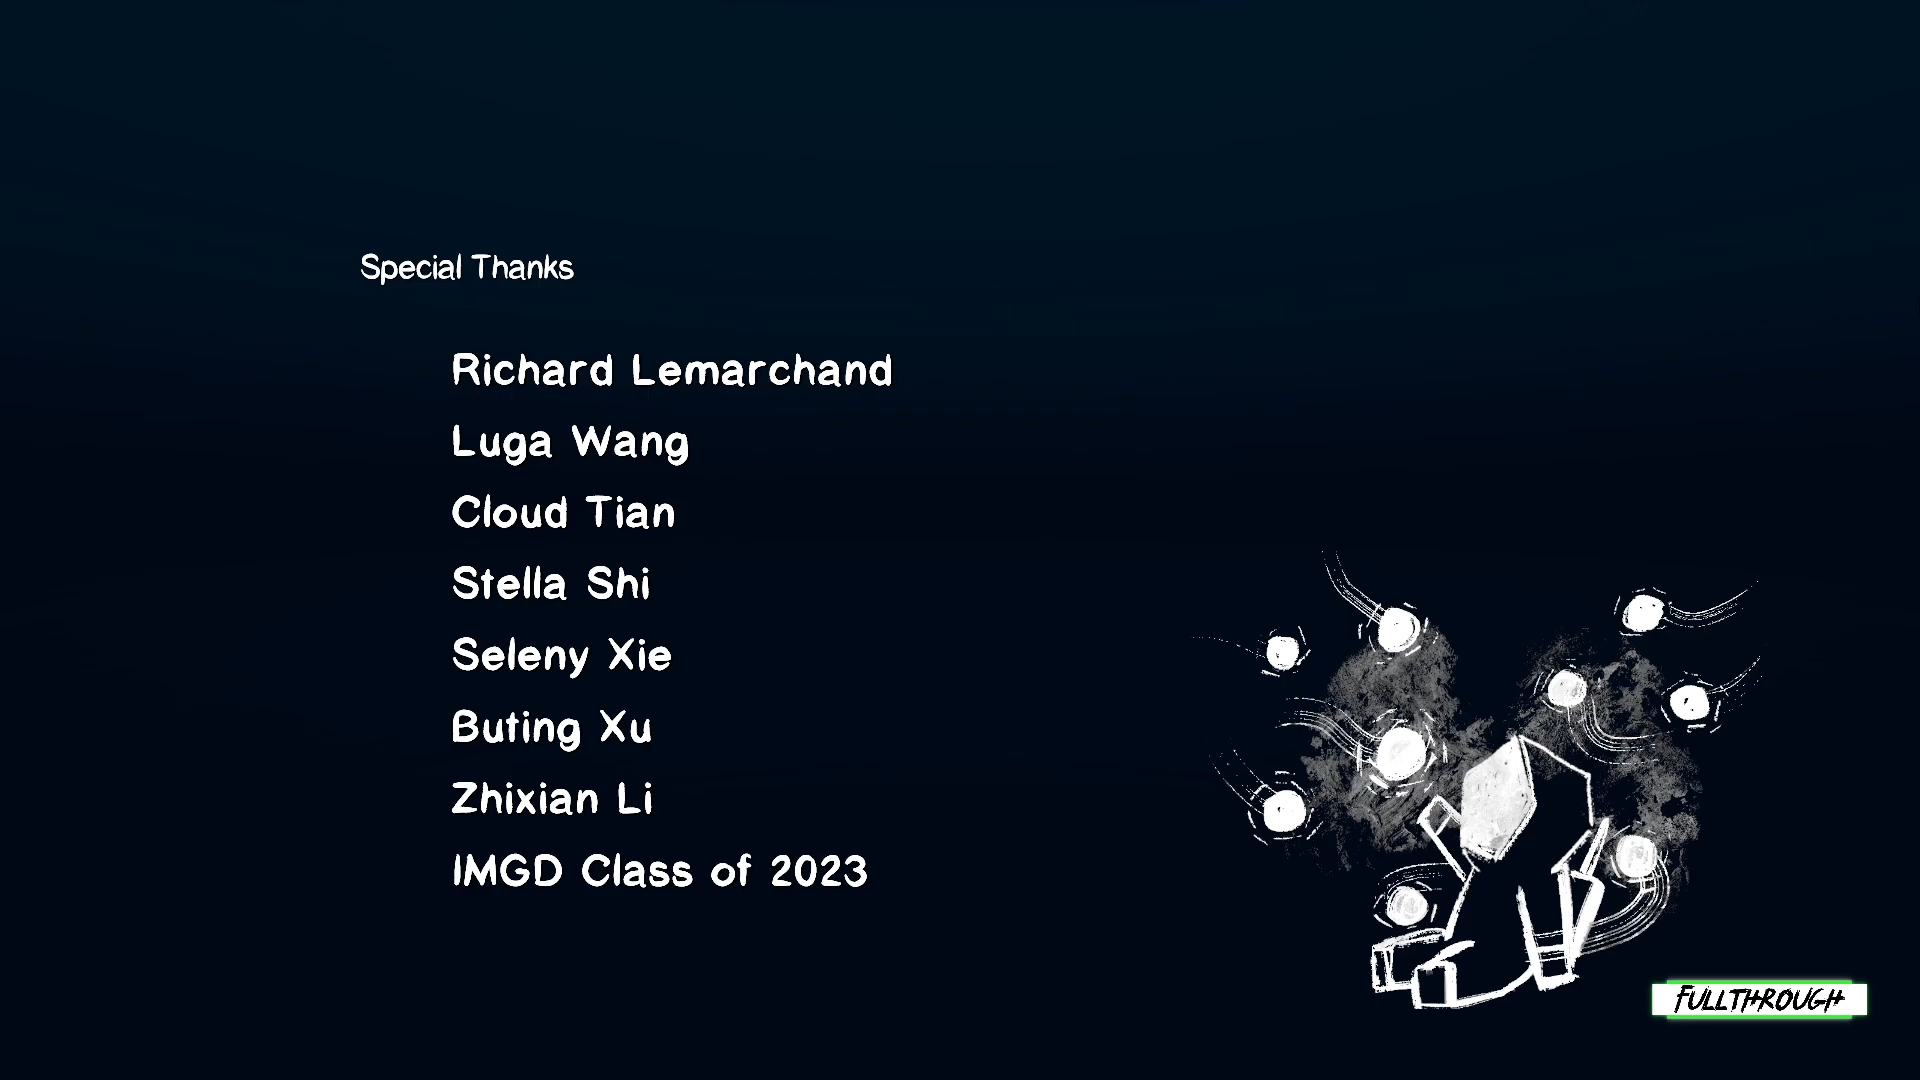 Special Thanks
Richard Lemarchand
Luga Wang
Cloud Tian
Stella Shi
Seleny Xie
Buting Xu
Zhixian Li
IMGD Class of 2023
FULLTHROUGH